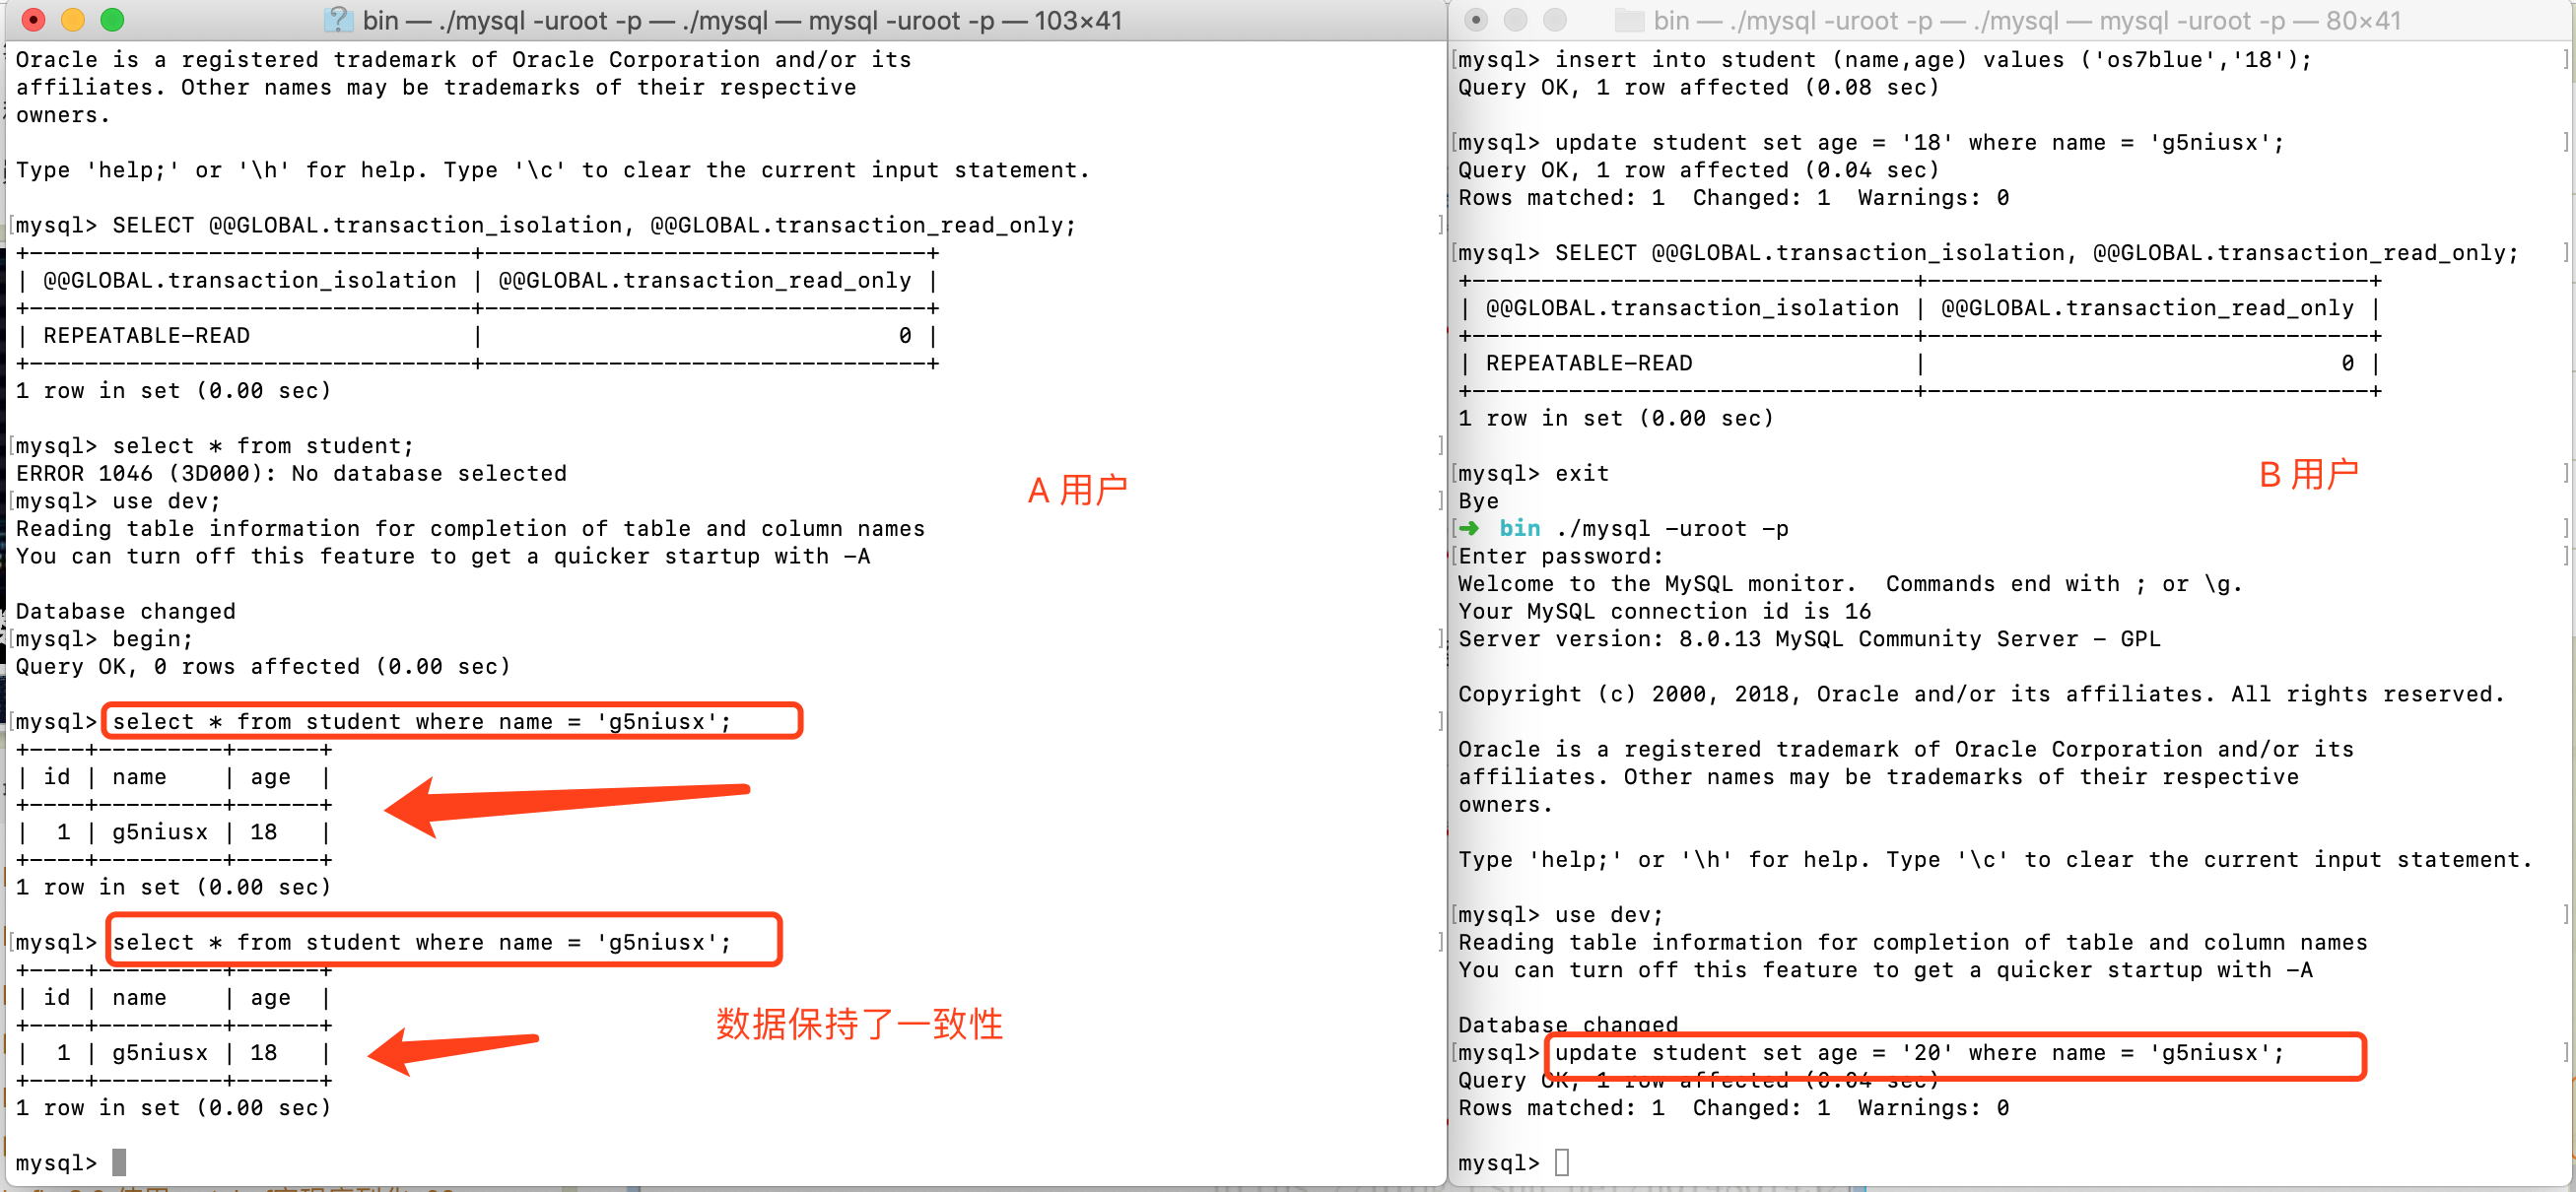 bin — ./mysql -uroot -p — ./mysql — mysql -uroot -p — 103×41
Oracle is a registered trademark of Oracle Corporation and/or its
affiliates. Other names may be trademarks of their respective
owners.
Type 'help;' or '\h' for help. Type '\c' to clear the current input statement.
mysql> SELECT @@GLOBAL.transaction_isolation, @@GLOBAL.transaction_read_only;
+---------------------------------+--------------------------------+
| @@GLOBAL.transaction_isolation | @@GLOBAL.transaction_read_only |
+---------------------------------+--------------------------------+
| REPEATABLE-READ | 0 |
+---------------------------------+--------------------------------+
1 row in set (0.00 sec)
mysql> select * from student;
ERROR 1046 (3D000): No database selected
mysql> use dev;
Reading table information for completion of table and column names
You can turn off this feature to get a quicker startup with -A
Database changed
mysql> begin;
Query OK, 0 rows affected (0.00 sec)
mysql> select * from student where name = 'g5niusx';
+----+---------+------+
| id | name | age |
+----+---------+------+
| 1 | g5niusx | 18 |
+----+---------+------+
1 row in set (0.00 sec)
mysql> select * from student where name = 'g5niusx';
+----+---------+------+
| id | name | age |
+----+---------+------+
| 1 | g5niusx | 18 |
+----+---------+------+
1 row in set (0.00 sec)
mysql>
A 用户
数据保持了一致性
bin — ./mysql -uroot -p — ./mysql — mysql -uroot -p — 80×41
mysql> insert into student (name,age) values ('os7blue','18');
Query OK, 1 row affected (0.08 sec)
mysql> update student set age = '18' where name = 'g5niusx';
Query OK, 1 row affected (0.04 sec)
Rows matched: 1 Changed: 1 Warnings: 0
mysql> SELECT @@GLOBAL.transaction_isolation, @@GLOBAL.transaction_read_only;
+---------------------------------+--------------------------------+
| @@GLOBAL.transaction_isolation | @@GLOBAL.transaction_read_only |
+---------------------------------+--------------------------------+
| REPEATABLE-READ | 0 |
+---------------------------------+--------------------------------+
1 row in set (0.00 sec)
mysql> exit
Bye
➜ bin ./mysql -uroot -p
Enter password:
Welcome to the MySQL monitor. Commands end with ; or \g.
Your MySQL connection id is 16
Server version: 8.0.13 MySQL Community Server - GPL
Copyright (c) 2000, 2018, Oracle and/or its affiliates. All rights reserved.
Oracle is a registered trademark of Oracle Corporation and/or its
affiliates. Other names may be trademarks of their respective
owners.
Type 'help;' or '\h' for help. Type '\c' to clear the current input statement.
mysql> use dev;
Reading table information for completion of table and column names
You can turn off this feature to get a quicker startup with -A
Database changed
mysql> update student set age = '20' where name = 'g5niusx';
Query OK, 1 row affected (0.04 sec)
Rows matched: 1 Changed: 1 Warnings: 0
mysql>
B 用户